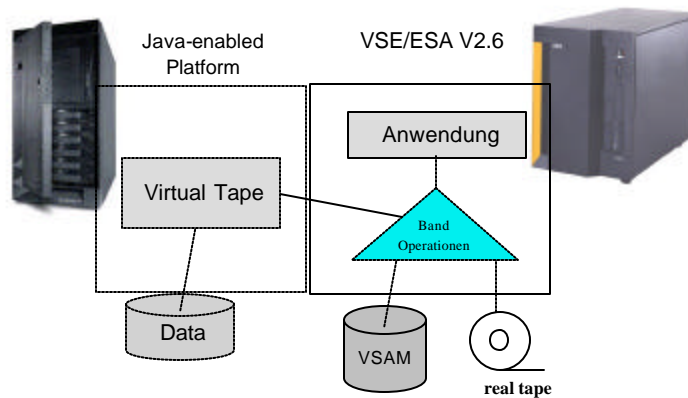 Java-enabled
Platform
VSE/ESA V2.6
Anwendung
Virtual Tape
Band
Operationen
Data
VSAM
real tape